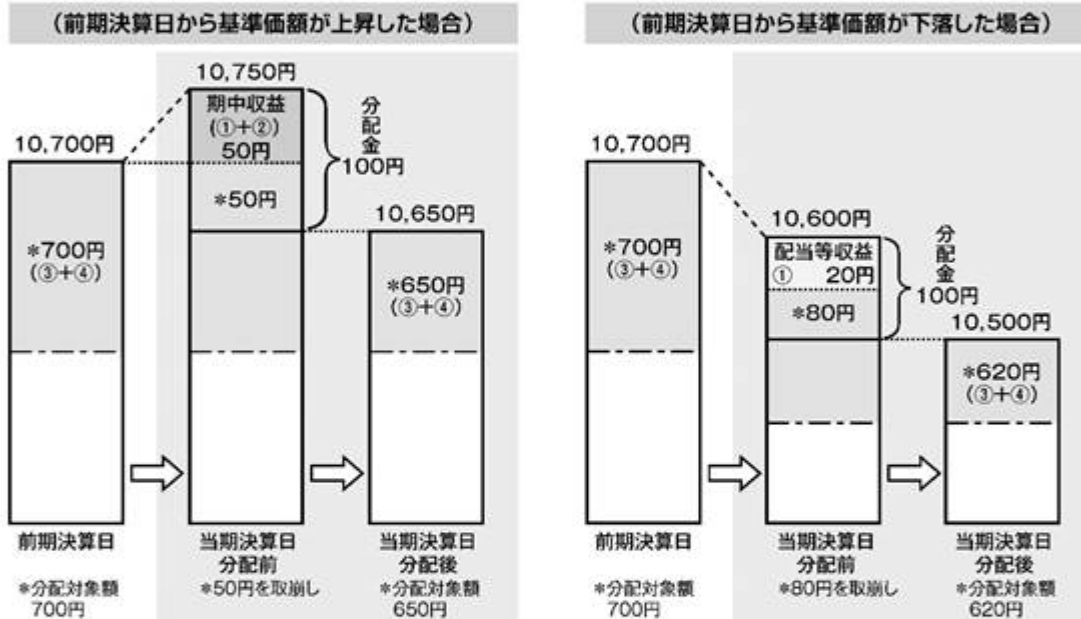 (前期決算日から基準価額が上昇した場合)
10,700円
*700円
(③+④)
10,750円
期中収益
(①+②)
50円
*50円
分配金
100円
10,650円
*650円
(③+④)
前期決算日
当期決算日
分配前
当期決算日
分配後
*分配対象額
700円
*50円を取崩し
*分配対象額
650円
(前期決算日から基準価額が下落した場合)
10,700円
*700円
(③+④)
10,600円
配当等収益
① 20円
*80円
分配金
100円
10,500円
*620円
(③+④)
前期決算日
当期決算日
分配前
当期決算日
分配後
*分配対象額
700円
*80円を取崩し
*分配対象額
620円